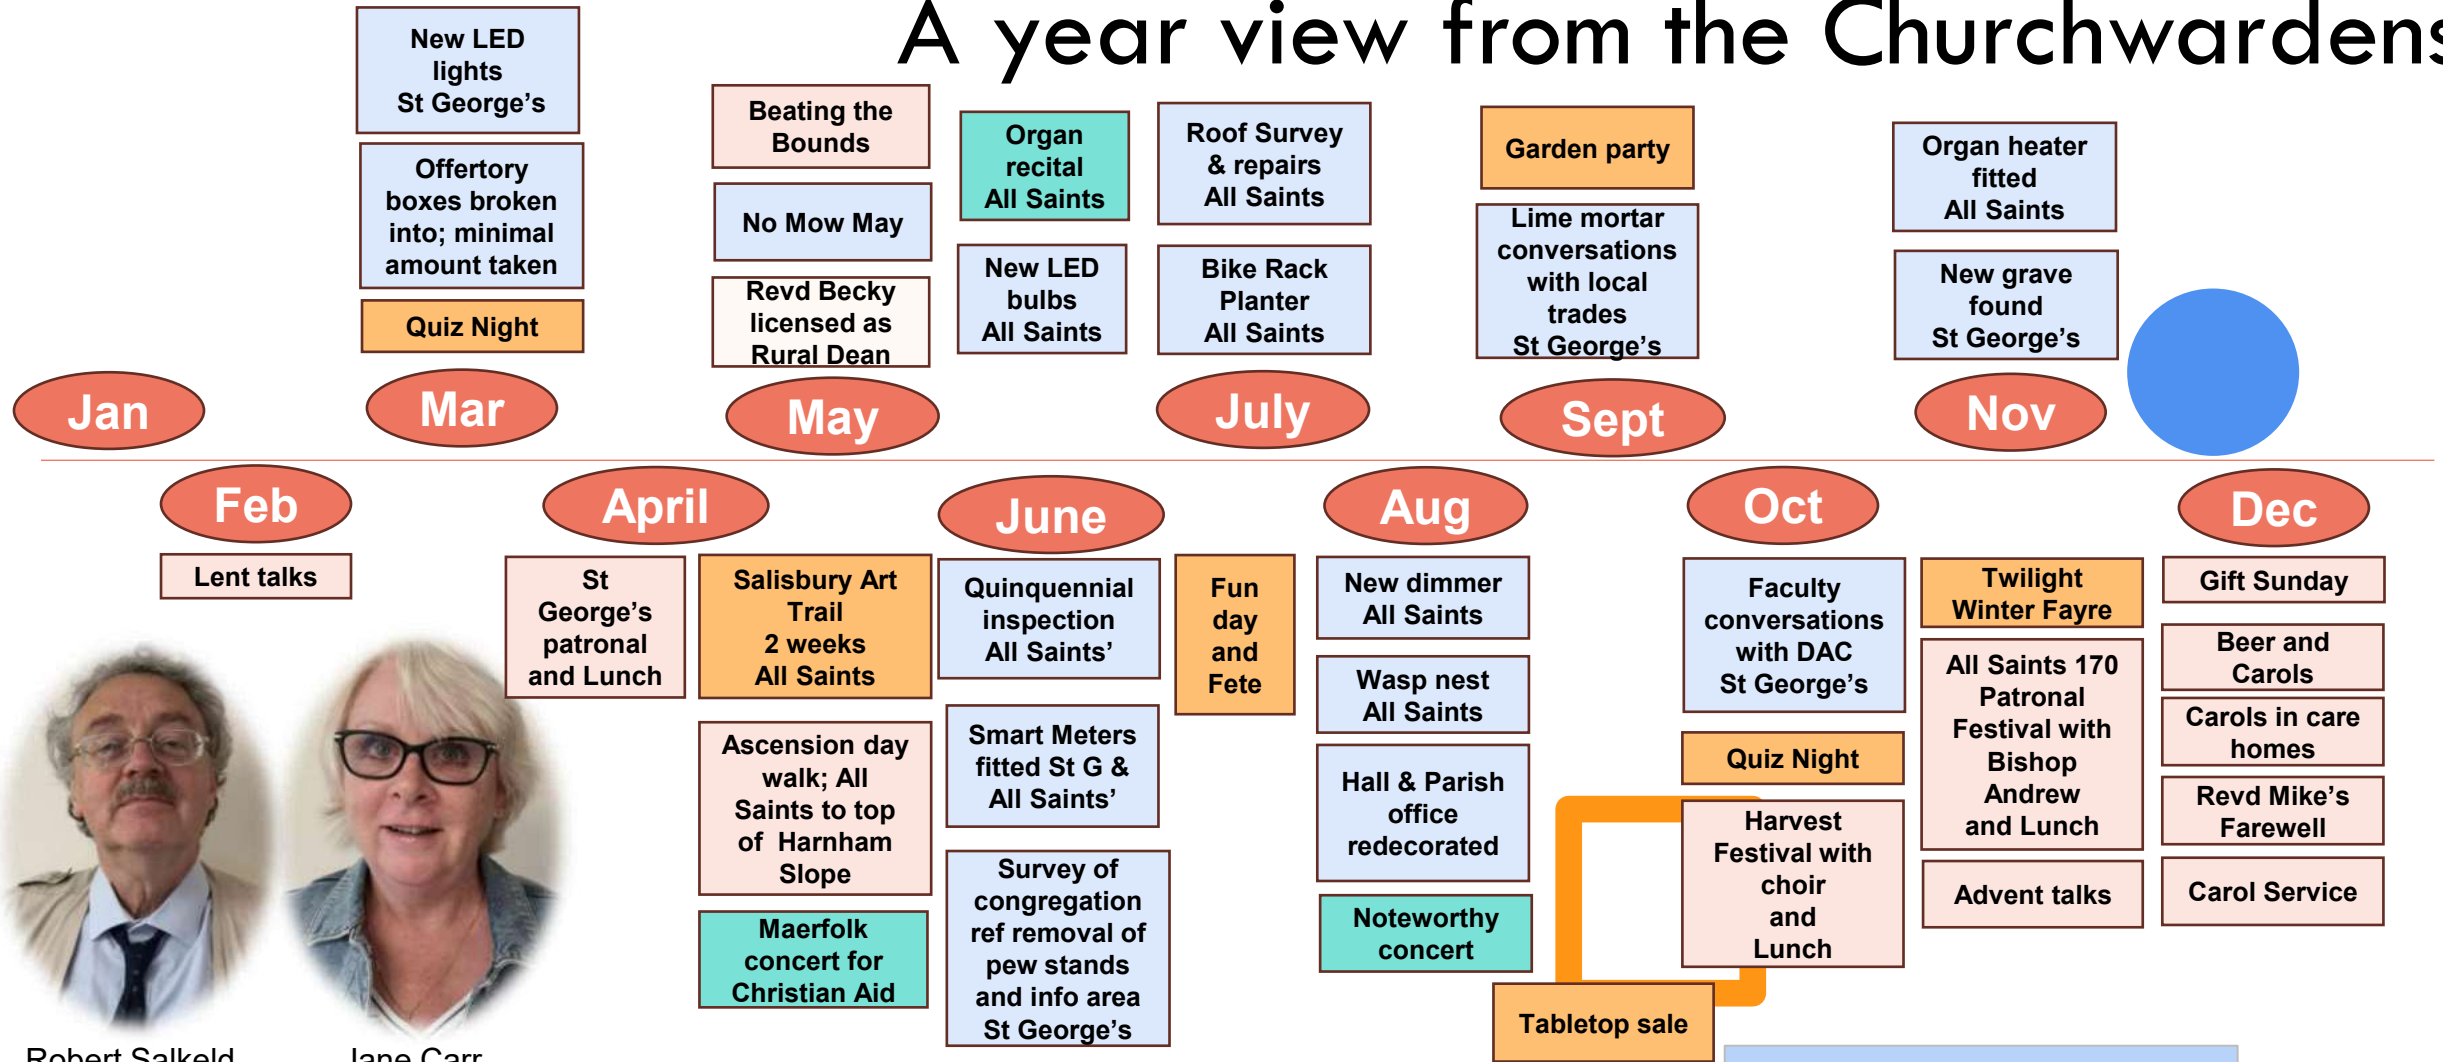 A year view from the Churchwardens
New LED
lights
St George's
Offertory
boxes broken
into; minimal
amount taken
Quiz Night
Beating the
Bounds
No Mow May
Revd Becky
licensed as
Rural Dean
Organ
recital
All Saints
New LED
bulbs
All Saints
Roof Survey
& repairs
All Saints
Bike Rack
Planter
All Saints
Garden party
Lime mortar
conversations
with local
trades
St George's
Organ heater
fitted
All Saints
New grave
found
St George's
Jan
Mar
May
July
Sept
Nov
Feb
April
June
Aug
Oct
Dec
Lent talks
St
George's
patronal
and Lunch
Salisbury Art
Trail
2 weeks
All Saints
Ascension day
walk; All
Saints to top
of Harnham
Slope
Maerfolk
concert for
Christian Aid
Quinquennial
inspection
All Saints'
Smart Meters
fitted St G &
All Saints'
Survey of
congregation
ref removal of
pew stands
and info area
St George's
Fun
day
and
Fete
New dimmer
All Saints
Wasp nest
All Saints
Hall & Parish
office
redecorated
Noteworthy
concert
Faculty
conversations
with DAC
St George's
Quiz Night
Harvest
Festival with
choir
and
Lunch
Tabletop sale
Twilight
Winter Fayre
All Saints 170
Patronal
Festival with
Bishop
Andrew
and Lunch
Advent talks
Gift Sunday
Beer and
Carols
Carols in care
homes
Revd Mike's
Farewell
Carol Service
Robert Salkeld
Jane Carr